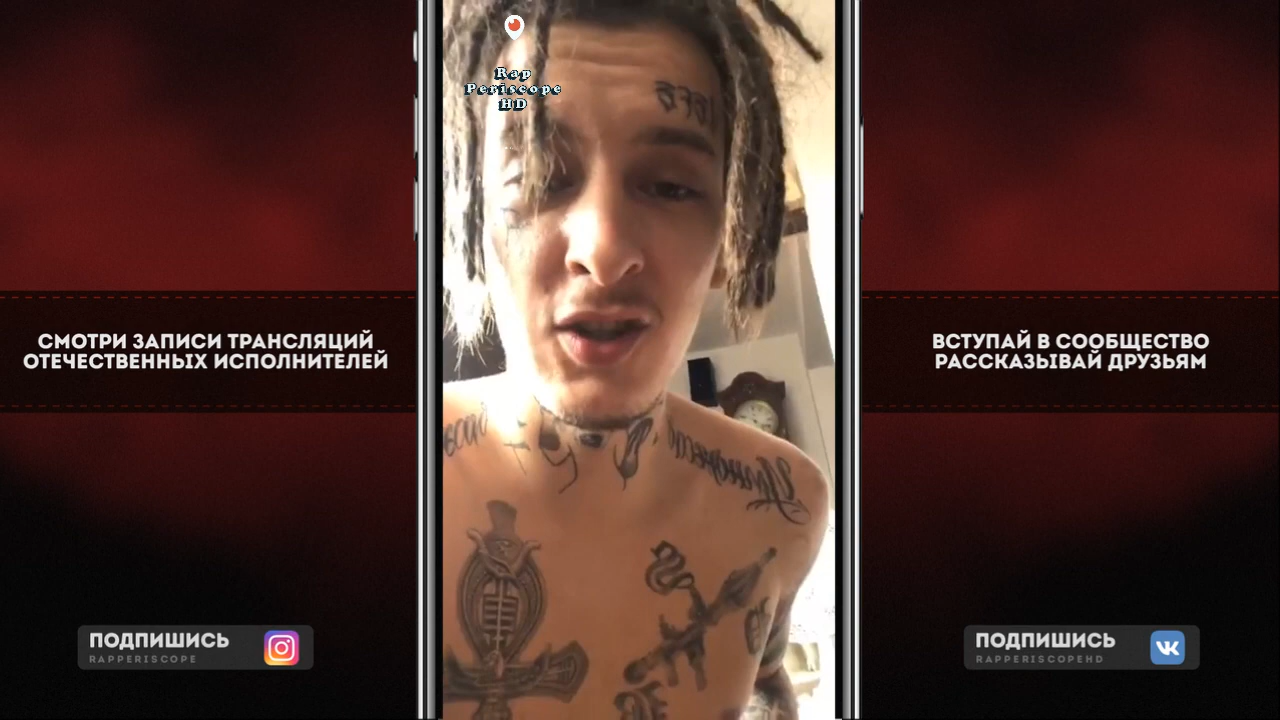 Rap
Periscope
HD
СМОТРИ ЗАПИСИ ТРАНСЛЯЦИЙ
ОТЕЧЕСТВЕННЫХ ИСПОЛНИТЕЛЕЙ
ВСТУПАЙ В СООБЩЕСТВО
РАССКАЗЫВАЙ ДРУЗЬЯМ
ПОДПИШИСЬ
RAPPERISCOPE
ПОДПИШИСЬ
RAPPERISCOPEHD